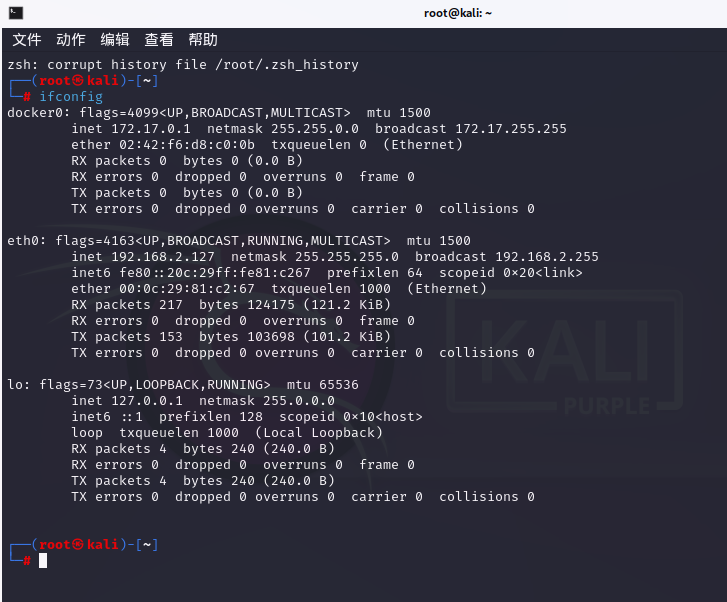 root@kali: ~
文件 动作 编辑 查看 帮助
zsh: corrupt history file /root/.zsh_history
┌──(root㉿kali)-[~]
└─# ifconfig
docker0: flags=4099<UP,BROADCAST,MULTICAST>  mtu 1500
        inet 172.17.0.1  netmask 255.255.0.0  broadcast 172.17.255.255
        ether 02:42:f6:d8:c0:0b  txqueuelen 0  (Ethernet)
        RX packets 0  bytes 0 (0.0 B)
        RX errors 0  dropped 0  overruns 0  frame 0
        TX packets 0  bytes 0 (0.0 B)
        TX errors 0  dropped 0 overruns 0  carrier 0  collisions 0
eth0: flags=4163<UP,BROADCAST,RUNNING,MULTICAST>  mtu 1500
        inet 192.168.2.127  netmask 255.255.255.0  broadcast 192.168.2.255
        inet6 fe80::20c:29ff:fe81:c267  prefixlen 64  scopeid 0x20<link>
        ether 00:0c:29:81:c2:67  txqueuelen 1000  (Ethernet)
        RX packets 217  bytes 124175 (121.2 KiB)
        RX errors 0  dropped 0  overruns 0  frame 0
        TX packets 153  bytes 103698 (101.2 KiB)
        TX errors 0  dropped 0 overruns 0  carrier 0  collisions 0
lo: flags=73<UP,LOOPBACK,RUNNING>  mtu 65536
        inet 127.0.0.1  netmask 255.0.0.0
        inet6 ::1  prefixlen 128  scopeid 0x10<host>
        loop  txqueuelen 1000  (Local Loopback)
        RX packets 4  bytes 240 (240.0 B)
        RX errors 0  dropped 0  overruns 0  frame 0
        TX packets 4  bytes 240 (240.0 B)
        TX errors 0  dropped 0 overruns 0  carrier 0  collisions 0
┌──(root㉿kali)-[~]
└─#
KALI
PURPLE